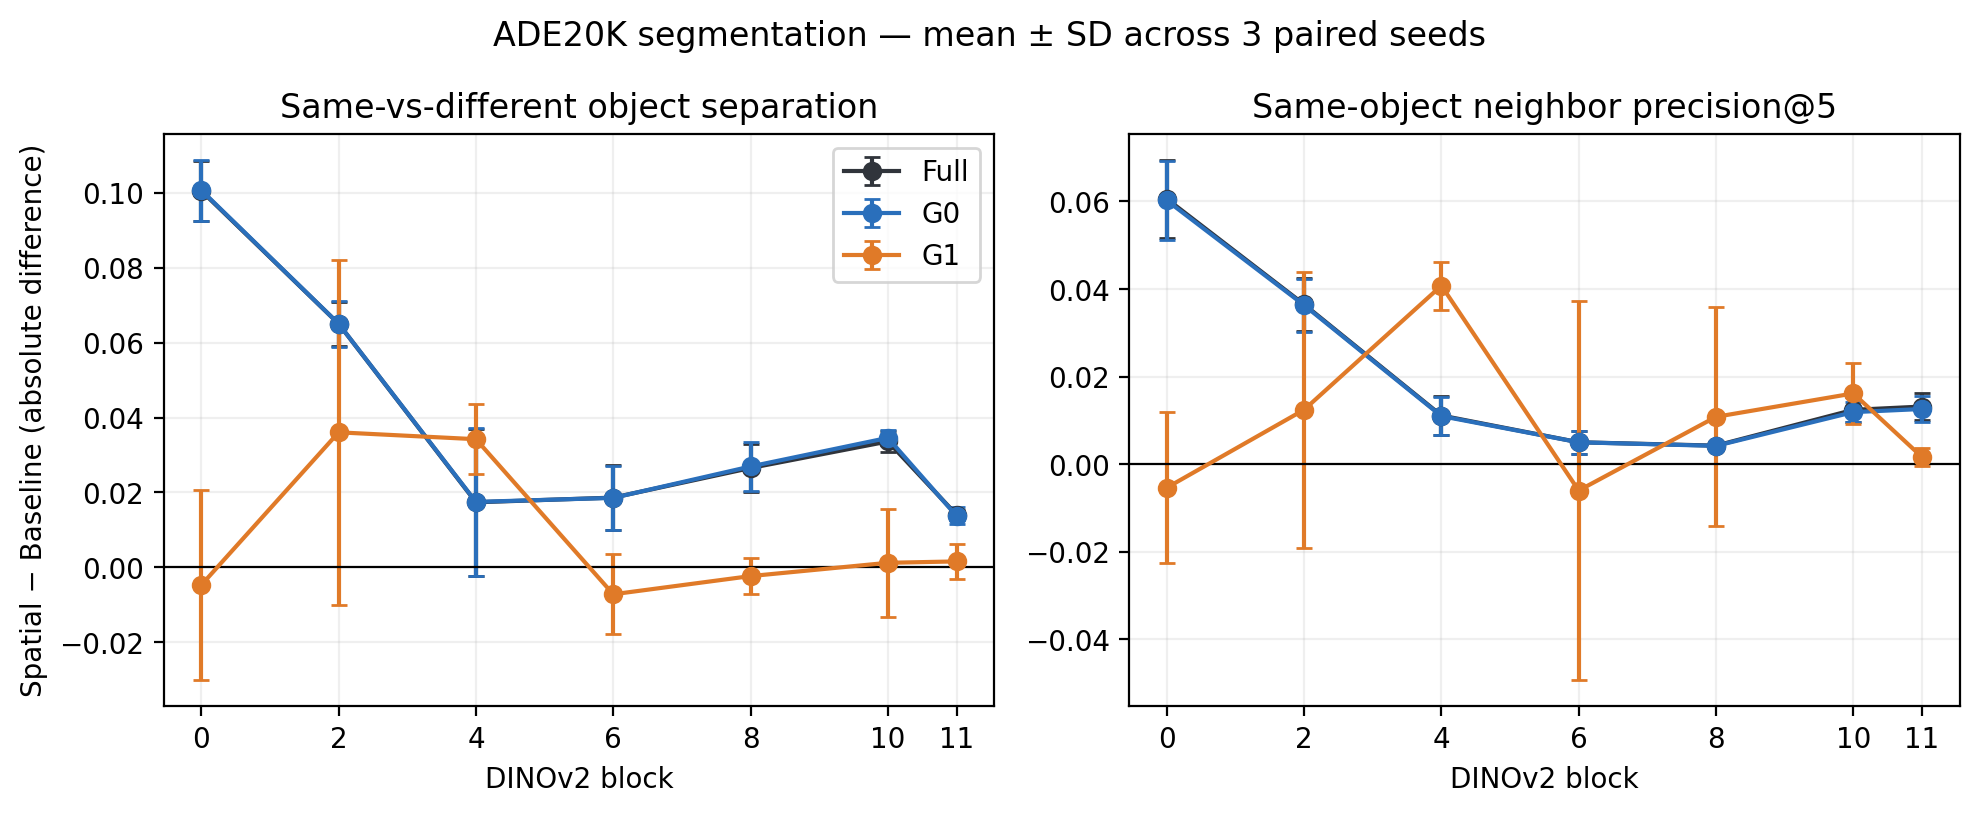 ADE20K segmentation — mean ± SD across 3 paired seeds
Same-vs-different object separation
Spatial − Baseline (absolute difference)
0.10
0.08
0.06
0.04
0.02
0.00
−0.02
Full
G0
G1
0 2 4 6 8 10 11
DINOv2 block
Same-object neighbor precision@5
0.06
0.04
0.02
0.00
−0.02
−0.04
0 2 4 6 8 10 11
DINOv2 block